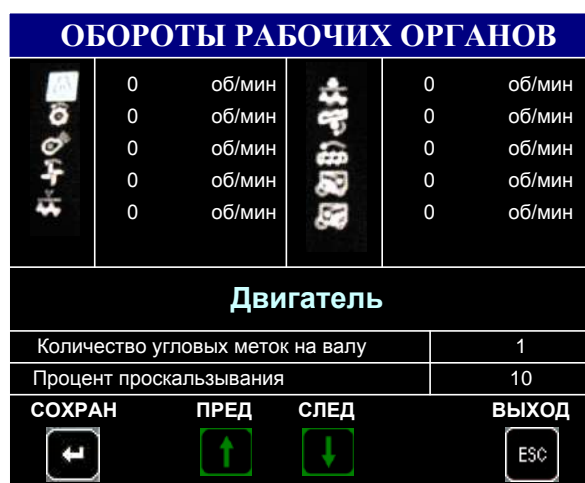 ОБОРОТЫ РАБОЧИХ ОРГАНОВ
0 об/мин 0 об/мин
0 об/мин 0 об/мин
0 об/мин 0 об/мин
0 об/мин 0 об/мин
0 об/мин 0 об/мин
Двигатель
Количество угловых меток на валу 1
Процент проскальзывания 10
СОХРАН ПРЕД СЛЕД ВЫХОД
ESC